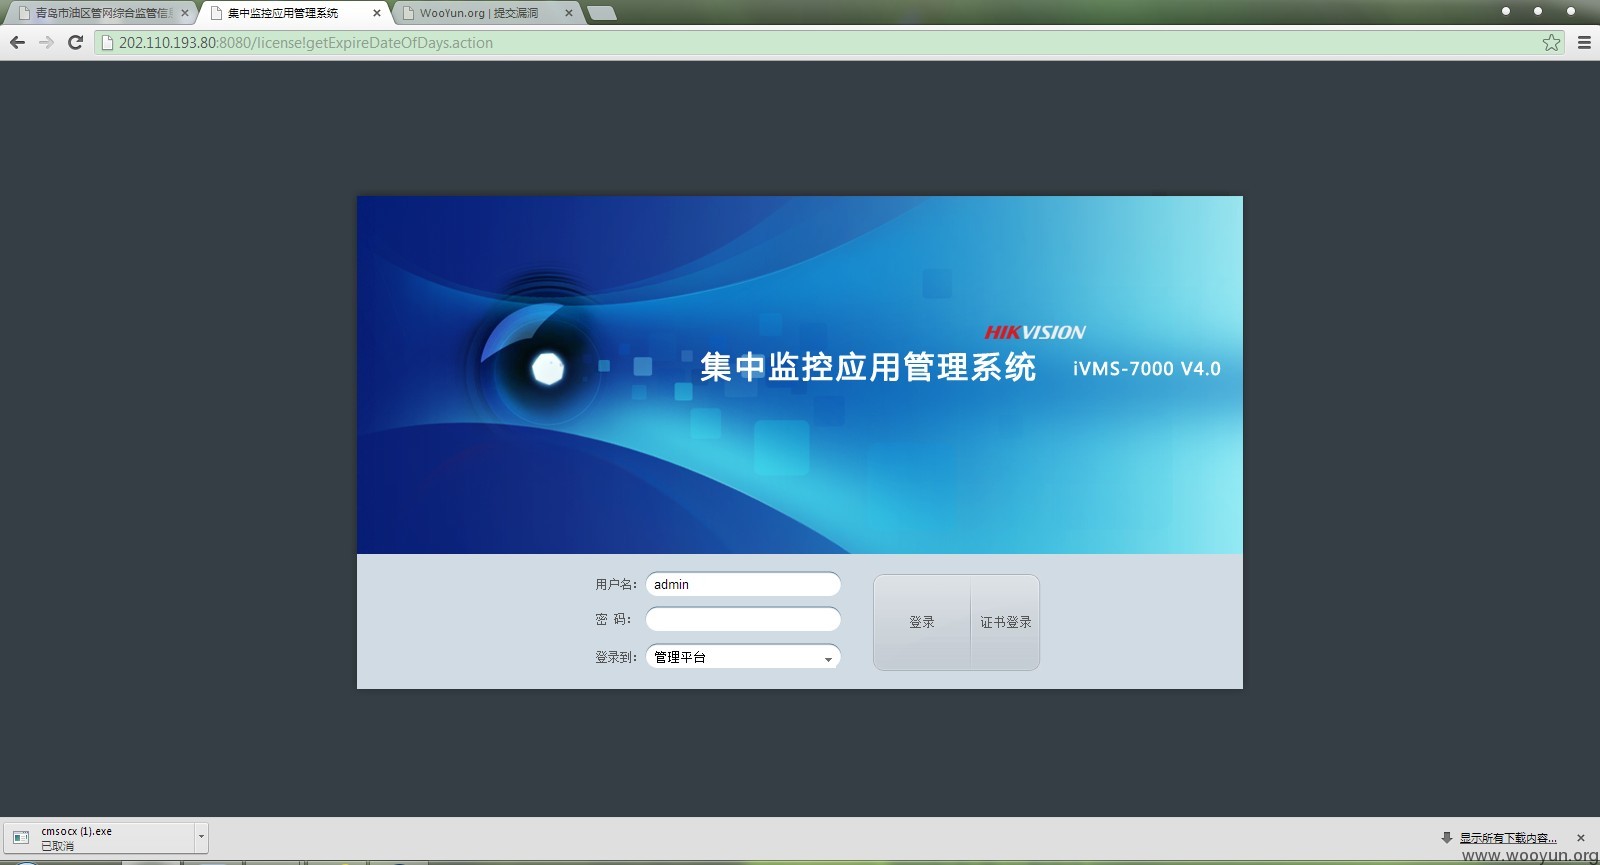 青岛市油区管网综合监管信息
集中监控应用管理系统
WooYun.org | 提交漏洞
202.110.193.80:8080/license!getExpireDateOfDays.action
HIKVISION
集中监控应用管理系统 iVMS-7000 V4.0
用户名： admin
密 码：
登录到： 管理平台
登录 证书登录
cmsocx (1).exe
已取消
显示所有下载内容...
www.wooyun.org